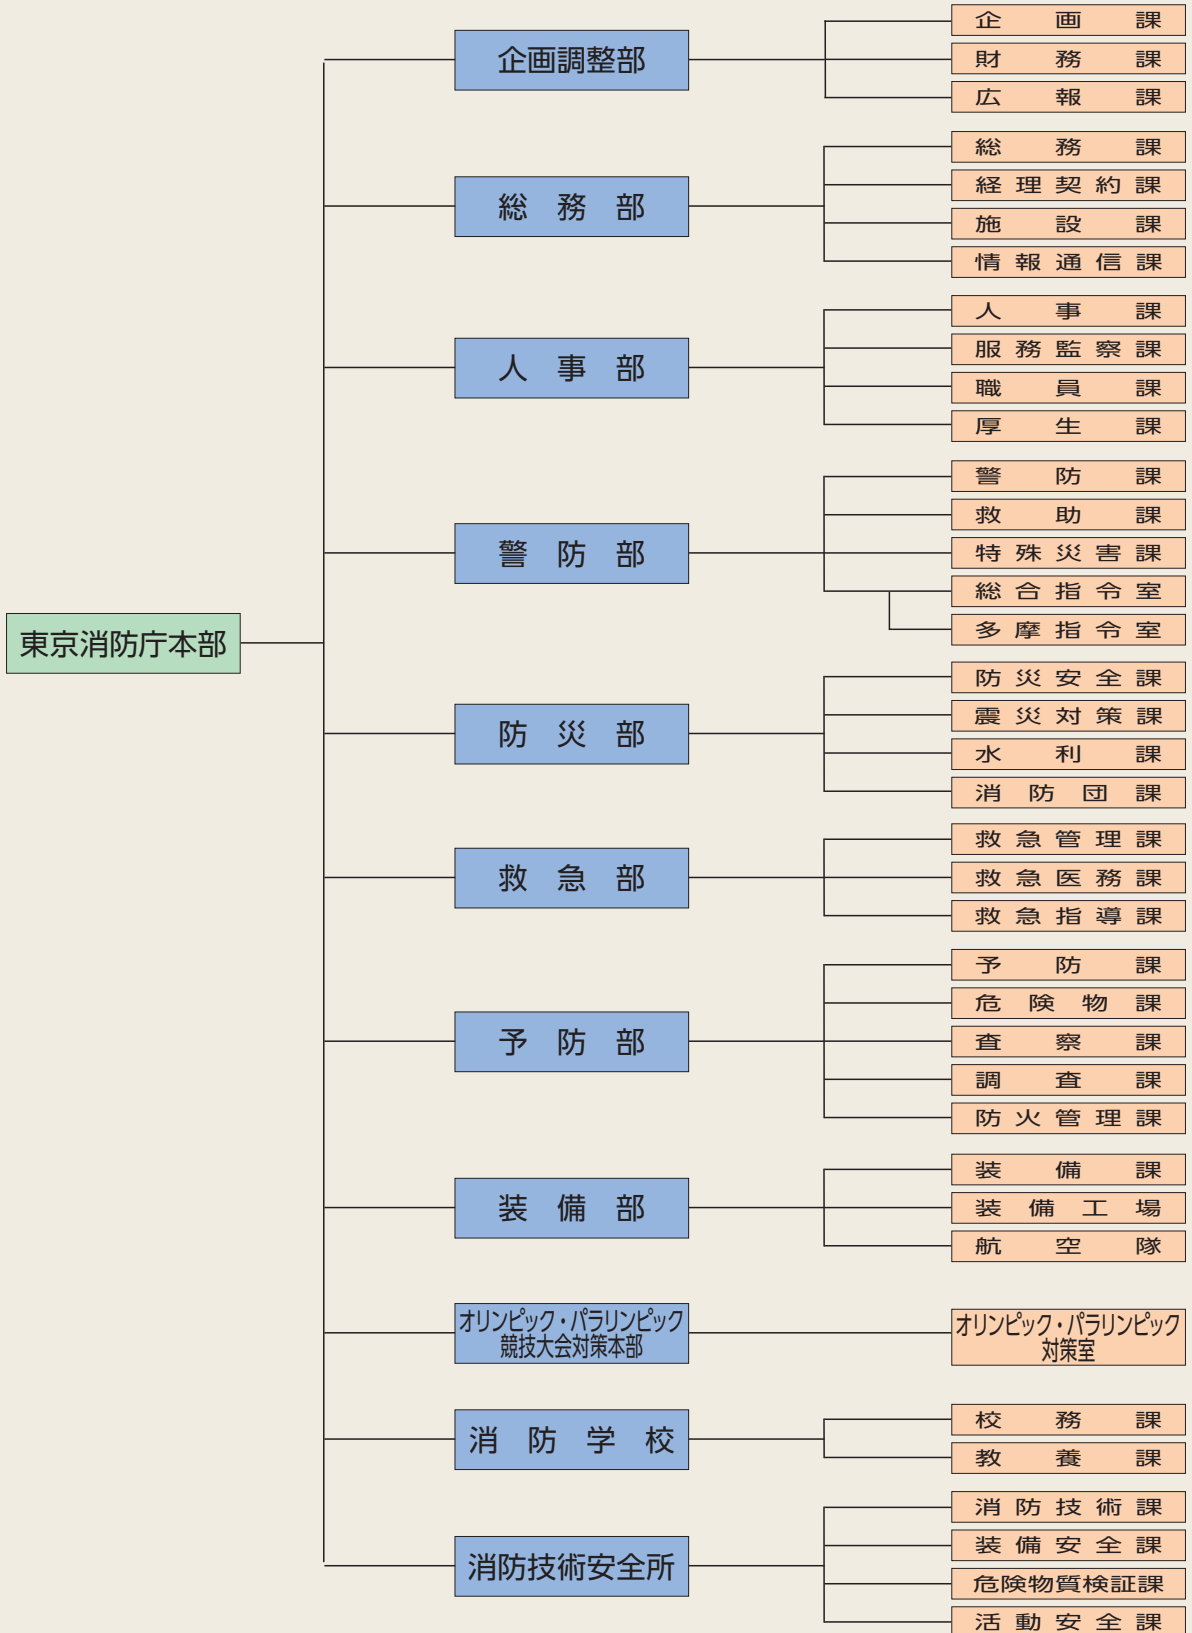 東京消防庁本部
企画調整部
企画課
財務課
広報課
総務部
総務課
経理契約課
施設課
情報通信課
人事部
人事課
服務監察課
職員課
厚生課
警防部
警防課
救助課
特殊災害課
総合指令室
多摩指令室
防災部
防災安全課
震災対策課
水利課
消防団課
救急部
救急管理課
救急医務課
救急指導課
予防部
予防課
危険物課
査察課
調査課
防火管理課
装備部
装備課
装備工場
航空隊
オリンピック・パラリンピック
競技大会対策本部
オリンピック・パラリンピック
対策室
消防学校
校務課
教養課
消防技術安全所
消防技術課
装備安全課
危険物質検証課
活動安全課